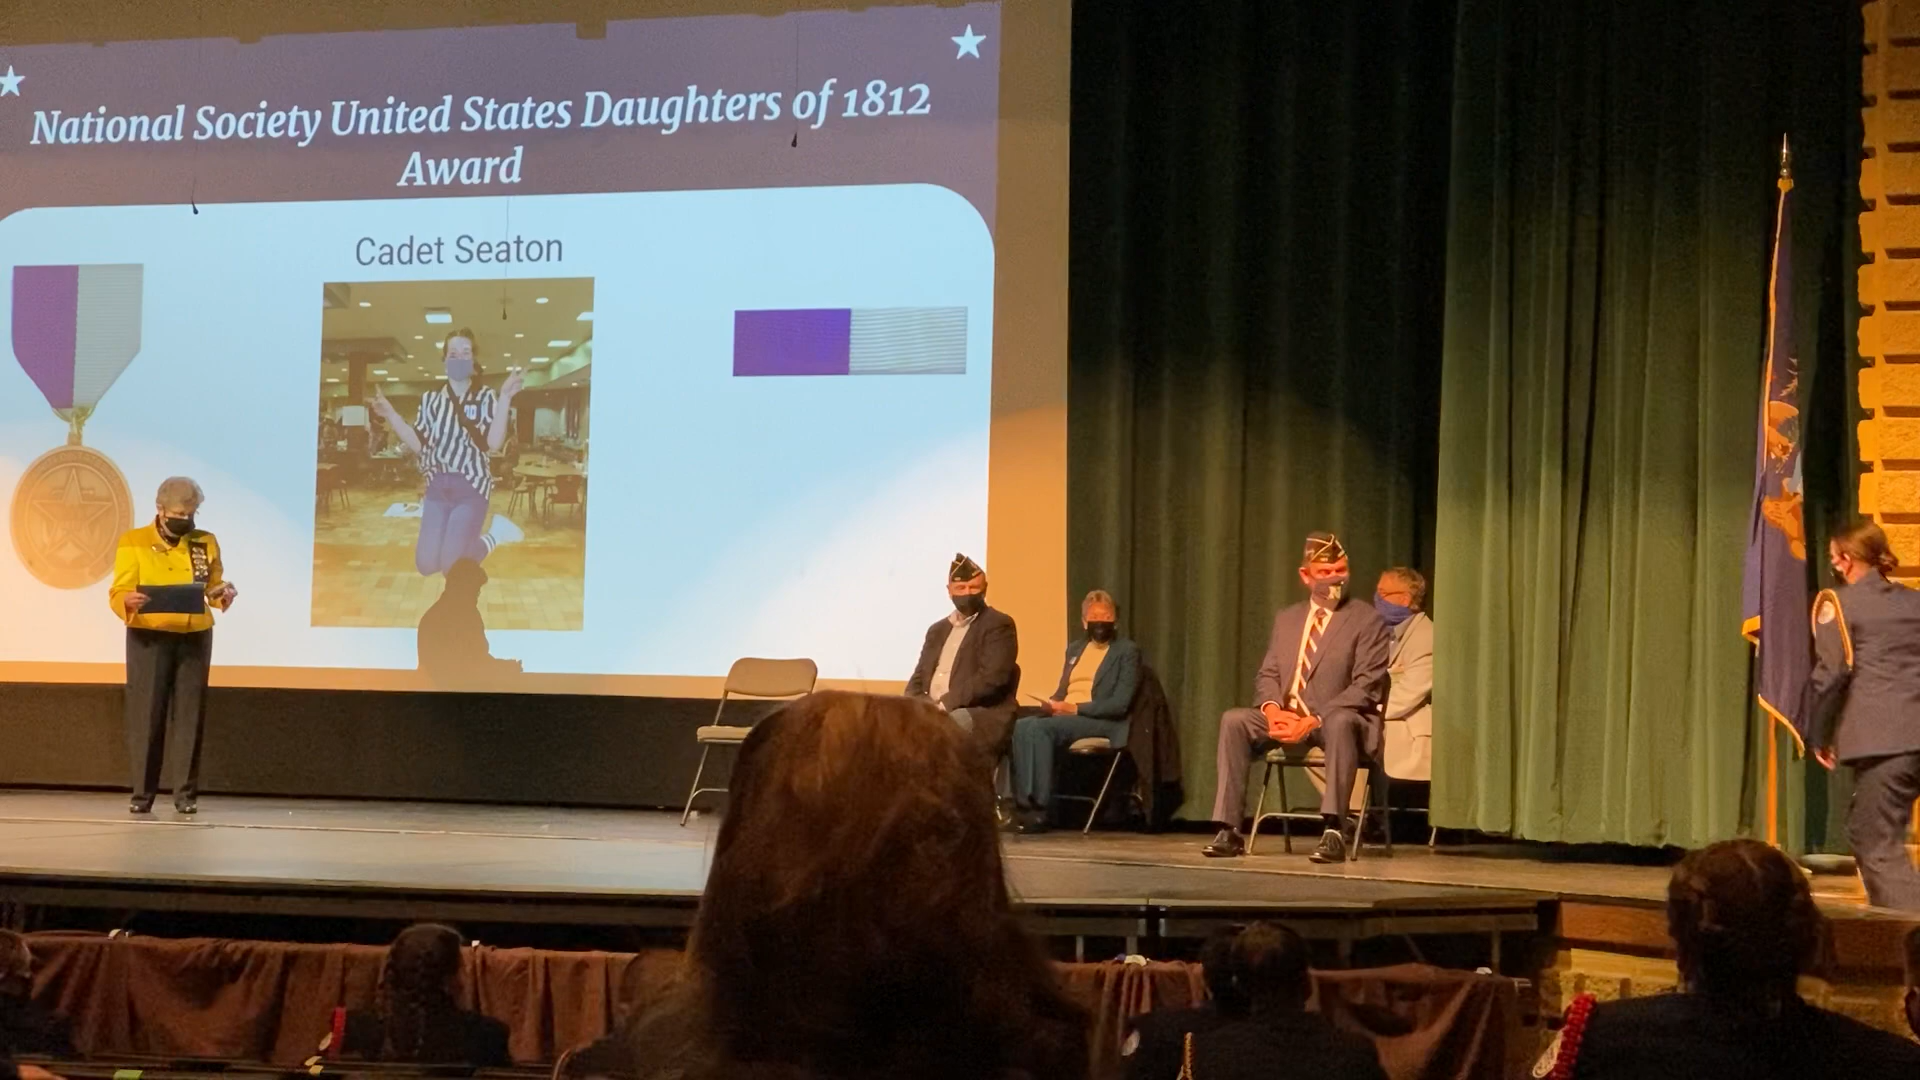 National Society United States Daughters of 1812
Award
Cadet Seaton